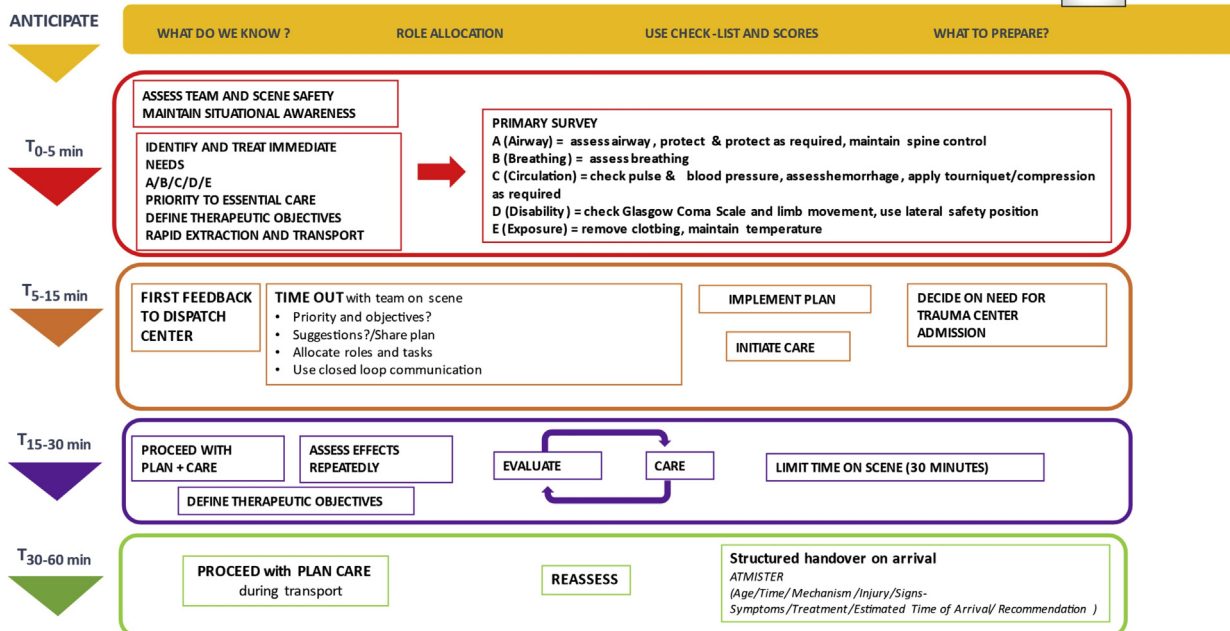 ANTICIPATE
WHAT DO WE KNOW ?
ROLE ALLOCATION
USE CHECK-LIST AND SCORES
WHAT TO PREPARE?
T0-5 min
ASSESS TEAM AND SCENE SAFETY
MAINTAIN SITUATIONAL AWARENESS
IDENTIFY AND TREAT IMMEDIATE
NEEDS
A/B/C/D/E
PRIORITY TO ESSENTIAL CARE
DEFINE THERAPEUTIC OBJECTIVES
RAPID EXTRACTION AND TRANSPORT
PRIMARY SURVEY
A (Airway) = assess airway, protect & protect as required, maintain spine control
B (Breathing) = assess breathing
C (Circulation) = check pulse & blood pressure, assesshemorrhage, apply tourniquet/compression
as required
D (Disability) = check Glasgow Coma Scale and limb movement, use lateral safety position
E (Exposure) = remove clotbing, maintain temperature
T5-15 min
FIRST FEEDBACK
TO DISPATCH
CENTER
TIME OUT with team on scene
• Priority and objectives?
• Suggestions?/Share plan
• Allocate roles and tasks
• Use closed loop communication
IMPLEMENT PLAN
INITIATE CARE
DECIDE ON NEED FOR
TRAUMA CENTER
ADMISSION
T15-30 min
PROCEED WITH
PLAN + CARE
ASSESS EFFECTS
REPEATEDLY
DEFINE THERAPEUTIC OBJECTIVES
EVALUATE
CARE
LIMIT TIME ON SCENE (30 MINUTES)
T30-60 min
PROCEED with PLAN CARE
during transport
REASSESS
Structured handover on arrival
ATMISTER
(Age/Time/ Mechanism /Injury/Signs-
Symptoms /Treatment/Estimated Time of Arrival/ Recommendation )